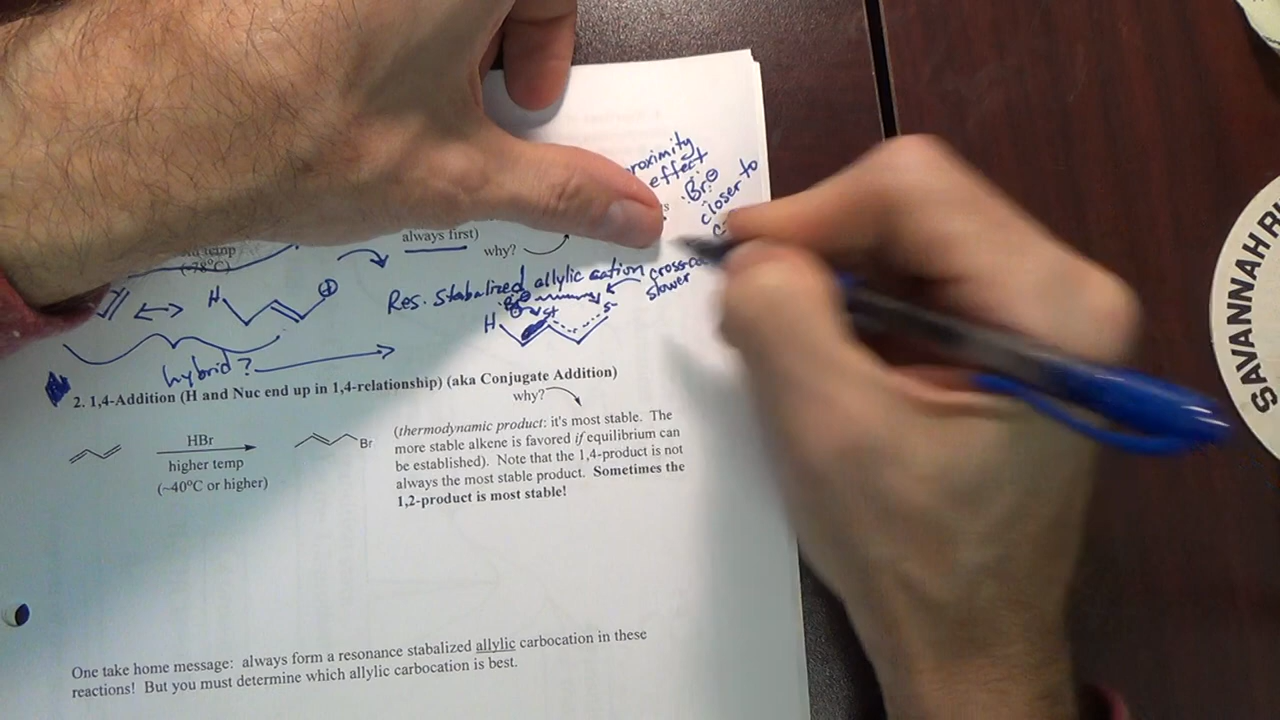 roximity
effect
Br⊖
closer to
always first)
why?
temp
(-78°C)
Res. Stabalized allylic cation
slower
H
H
δ+
δ-
hybrid?
2. 1,4-Addition (H and Nuc end up in 1,4-relationship) (aka Conjugate Addition)
why?
HBr
higher temp
(~40°C or higher)
Br
(thermodynamic product: it's most stable. The
more stable alkene is favored if equilibrium can
be established). Note that the 1,4-product is not
always the most stable product. Sometimes the
1,2-product is most stable!
One take home message: always form a resonance stabalized allylic carbocation in these
reactions! But you must determine which allylic carbocation is best.
SAVANNAH RIV